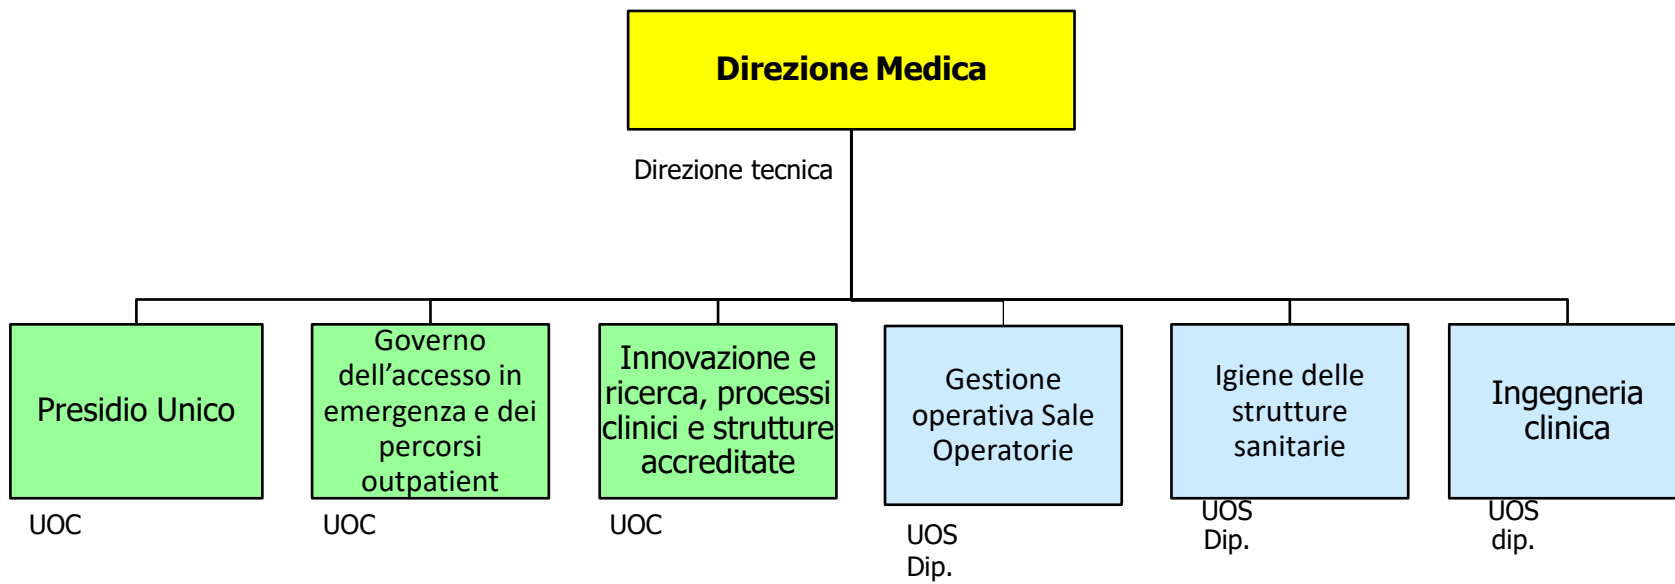 Direzione Medica
Direzione tecnica
Presidio Unico
UOC
Governo
dell’accesso in
emergenza e dei
percorsi
outpatient
UOC
Innovazione e
ricerca, processi
clinici e strutture
accreditate
UOC
Gestione
operativa Sale
Operatorie
UOS
Dip.
Igiene delle
strutture
sanitarie
UOS
Dip.
Ingegneria
clinica
UOS
dip.